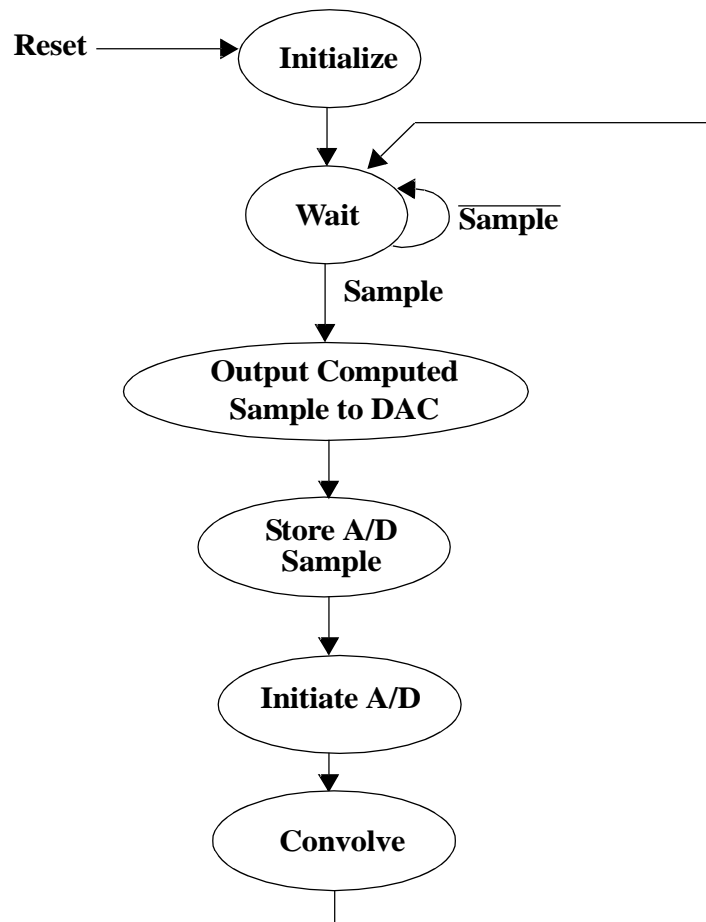 Reset
Initialize
Wait
Sample
Sample
Output Computed
Sample to DAC
Store A/D
Sample
Initiate A/D
Convolve